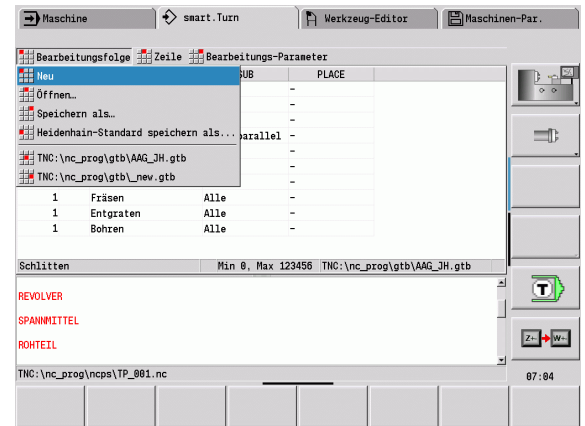 Maschine smart.Turn Werkzeug-Editor Maschinen-Par.
Bearbeitungsfolge Zeile Bearbeitungs-Parameter
Neu
SUB PLACE
Öffnen…
Speichern als…
Heidenhain-Standard speichern als...
parallel –
TNC:\nc_prog\gtb\AAG_JH.gtb
TNC:\nc_prog\gtb\_new.gtb
1 Fräsen Alle –
1 Entgraten Alle –
1 Bohren Alle –
Schlitten Min 0, Max 123456 TNC:\nc_prog\gtb\AAG_JH.gtb
REVOLVER
SPANNMITTEL
ROHTEIL
TNC:\nc_prog\ncps\TP_001.nc
T
Z← W←
07:04